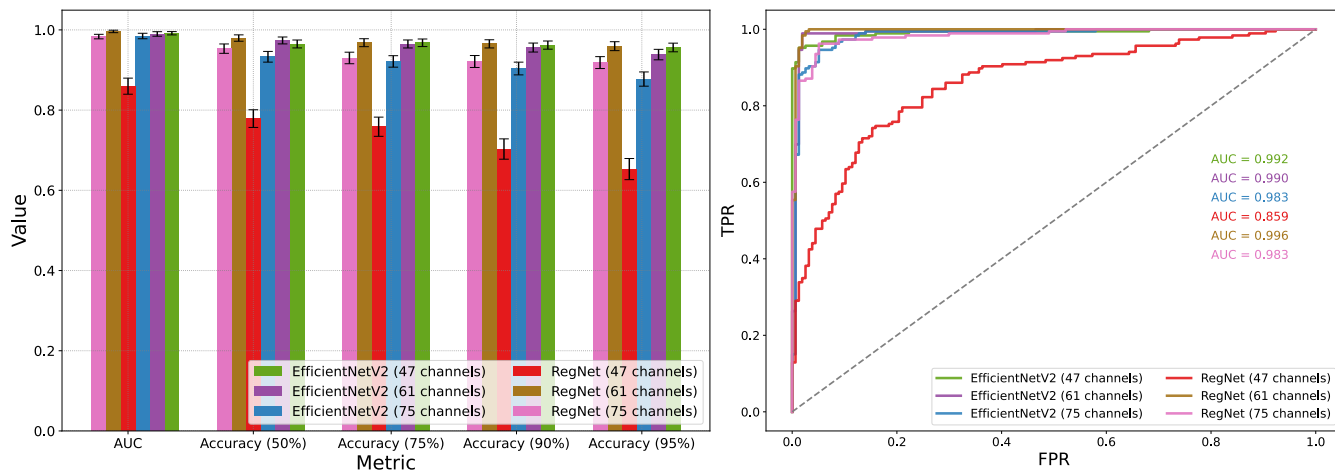 1.0
0.8
0.6
0.4
0.2
0.0
Value
AUC
Accuracy (50%)
Accuracy (75%)
Accuracy (90%)
Accuracy (95%)
Metric
EfficientNetV2 (47 channels)
EfficientNetV2 (61 channels)
EfficientNetV2 (75 channels)
RegNet (47 channels)
RegNet (61 channels)
RegNet (75 channels)
1.0
0.8
0.6
0.4
0.2
0.0
TPR
AUC = 0.992
AUC = 0.990
AUC = 0.983
AUC = 0.859
AUC = 0.996
AUC = 0.983
EfficientNetV2 (47 channels)
EfficientNetV2 (61 channels)
EfficientNetV2 (75 channels)
RegNet (47 channels)
RegNet (61 channels)
RegNet (75 channels)
0.0
0.2
0.4
0.6
0.8
1.0
FPR